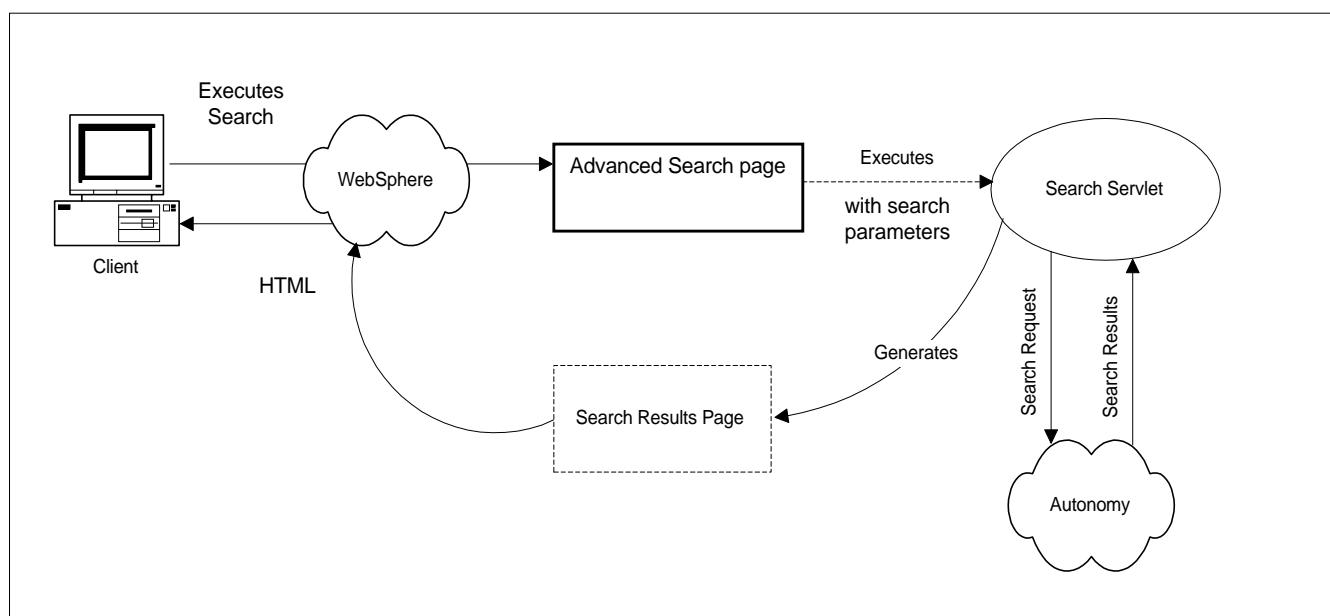 Executes
Search
WebSphere
Advanced Search page
Executes
with search
parameters
Search Servlet
Client
HTML
Generates
Search Request
Search Results
Search Results Page
Autonomy